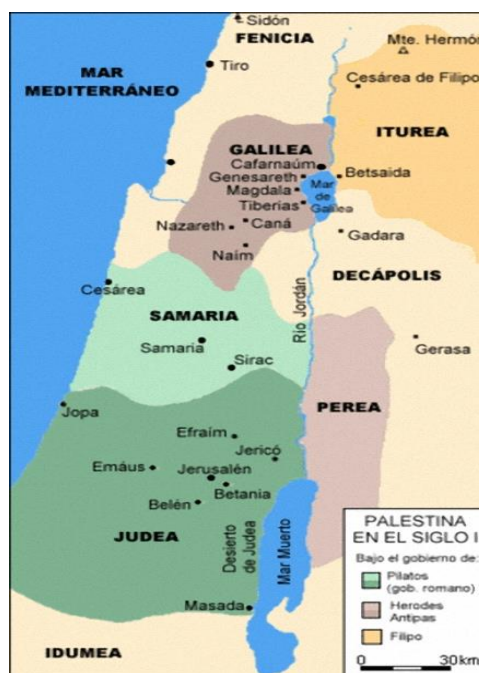 Sidón
FENICIA
Mte. Hermón
Tiro
MAR
MEDITERRÁNEO
Cesárea de Filipo
ITUREA
GALILEA
Cafarnaúm
Genesareth
Betsaida
Magdala
Mar
de
Galilea
Tiberias
Caná
Nazareth
Gadara
Naím
DECÁPOLIS
Cesárea
SAMARIA
Río Jordán
Samaria
Gerasa
Sirac
PEREA
Jopa
Efraím
Jericó
Emáus
Jerusalén
Betania
Belén
JUDEA
Desierto
de Judea
Mar Muerto
Masada
IDUMEA
PALESTINA
EN EL SIGLO I
Bajo el gobierno de:
Pilatos
(gob. romano)
Herodes
Antipas
Filipo
0 30 km